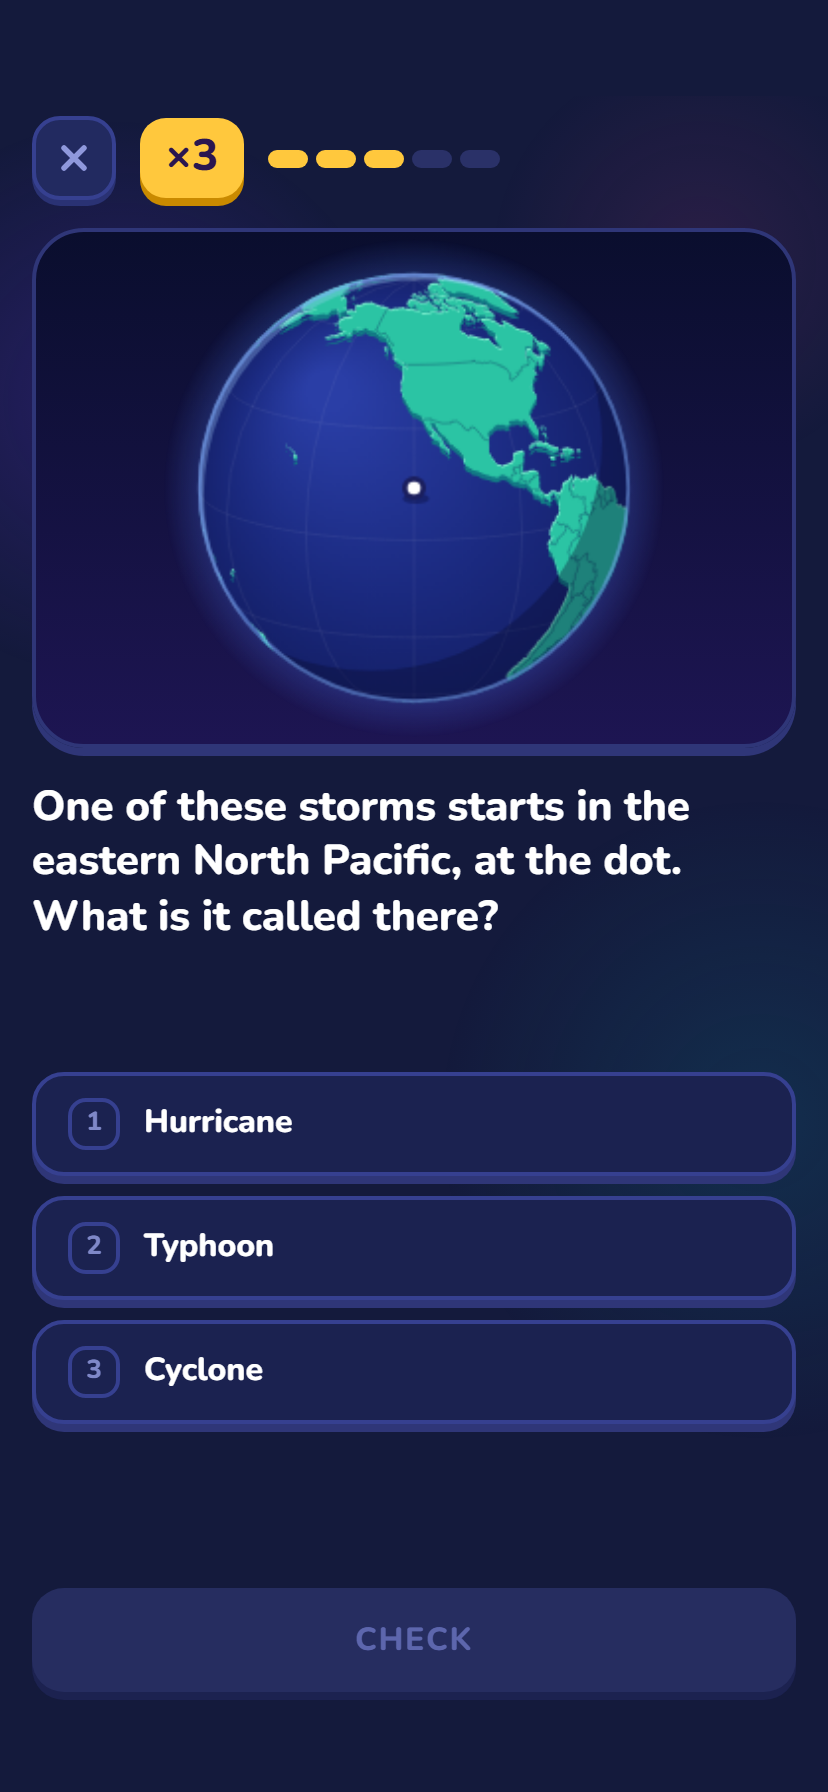 ×3
One of these storms starts in the
eastern North Pacific, at the dot.
What is it called there?
1 Hurricane
2 Typhoon
3 Cyclone
CHECK